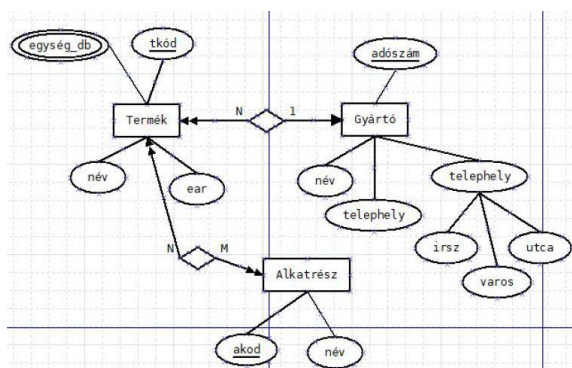 egység_db
tkód
adószám
Termék
N
1
Gyártó
név
ear
név
telephely
telephely
irsz
utca
varos
N
M
Alkatrész
akod
név